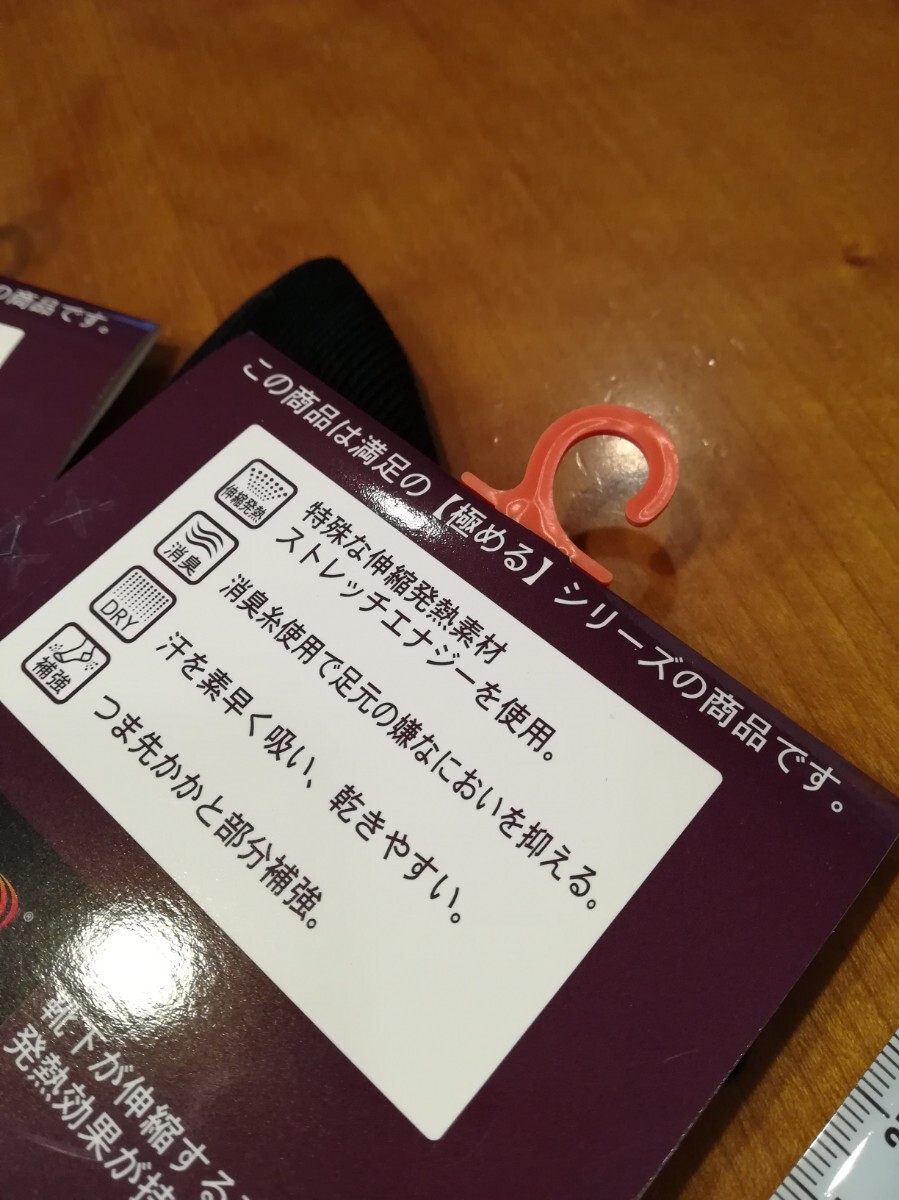 の商品です。
この商品は満足の【極める】シリーズの商品です。
伸縮発熱
特殊な伸縮発熱素材
ストレッチエナジーを使用。
消臭
消臭糸使用で足元の嫌なにおいを抑える。
DRY
汗を素早く吸い、乾きやすい。
補強
つま先かかと部分補強。
®
靴下が伸縮する
発熱効果が持